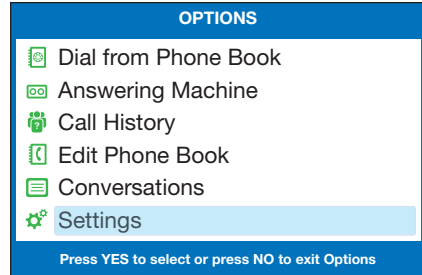 OPTIONS
Dial from Phone Book
Answering Machine
Call History
Edit Phone Book
Conversations
Settings
Press YES to select or press NO to exit Options